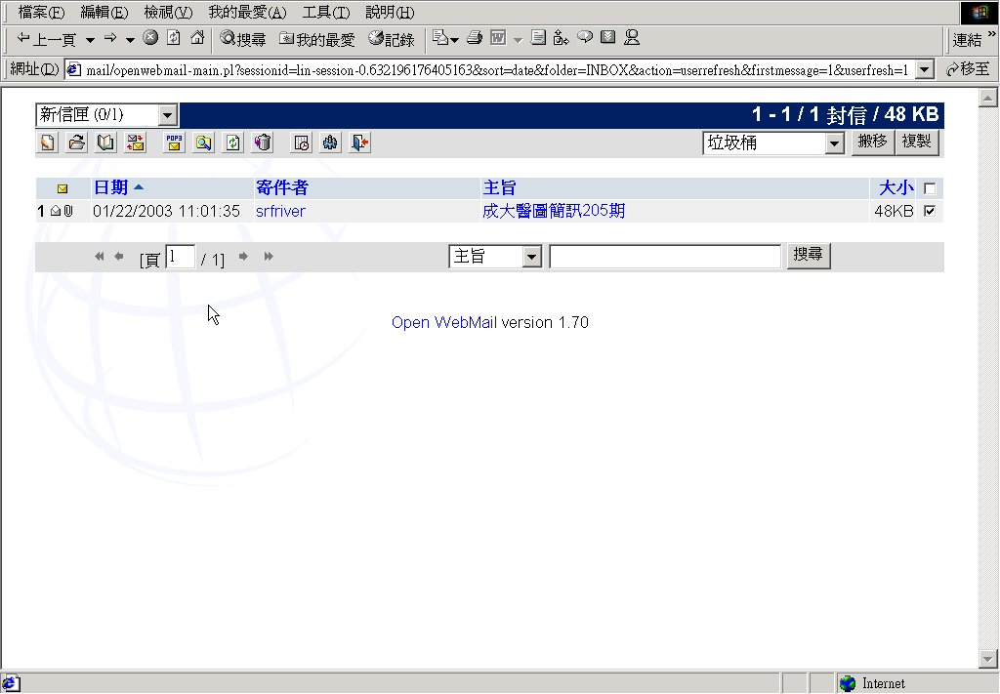 檔案(F) 編輯(E) 檢視(V) 我的最愛(A) 工具(T) 說明(H)
上一頁 搜尋 我的最愛 記錄 連結 »
網址(D) mail/openwebmail-main.pl?sessionid=lin-session-0.632196176405163&sort=date&folder=INBOX&action=userrefresh&firstmessage=1&userfresh=1 移至
新信匣 (0/1) 1 - 1 / 1 封信 / 48 KB
POP3 垃圾桶 搬移 複製
日期 寄件者 主旨 大小
1 01/22/2003 11:01:35 srfriver 成大醫圖簡訊205期 48KB
[頁 1 / 1] 主旨 搜尋
Open WebMail version 1.70
Internet